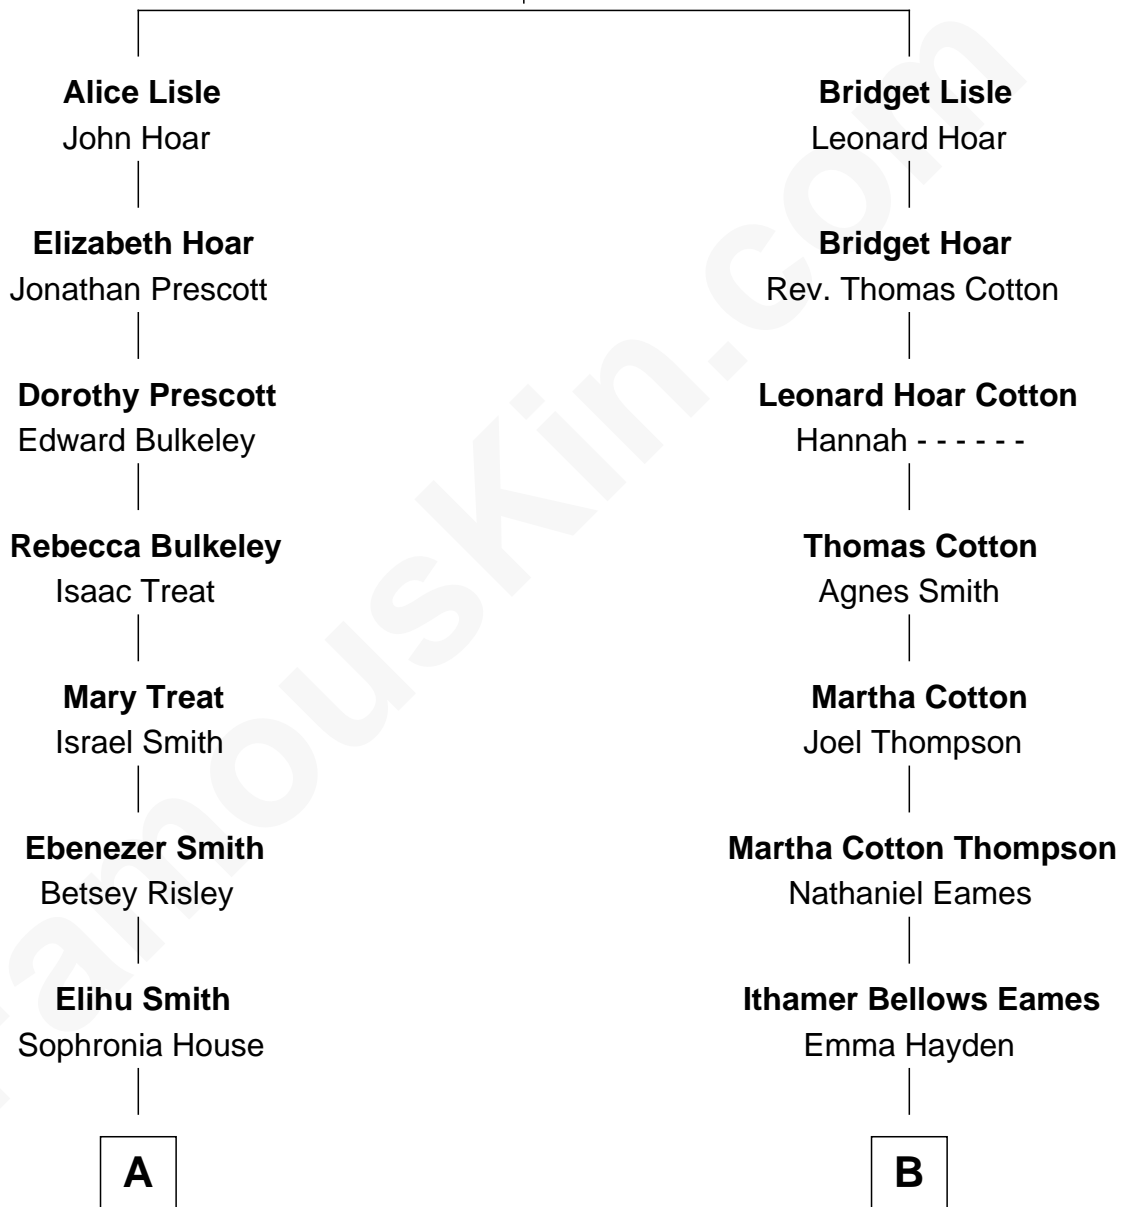 Alice Lisle
John Hoar
Bridget Lisle
Leonard Hoar
Elizabeth Hoar
Jonathan Prescott
Bridget Hoar
Rev. Thomas Cotton
Dorothy Prescott
Edward Bulkeley
Leonard Hoar Cotton
Hannah - - - - - -
Rebecca Bulkeley
Isaac Treat
Thomas Cotton
Agnes Smith
Mary Treat
Israel Smith
Martha Cotton
Joel Thompson
Ebenezer Smith
Betsey Risley
Martha Cotton Thompson
Nathaniel Eames
Elihu Smith
Sophronia House
Ithamer Bellows Eames
Emma Hayden
A
B
FamousKin.com